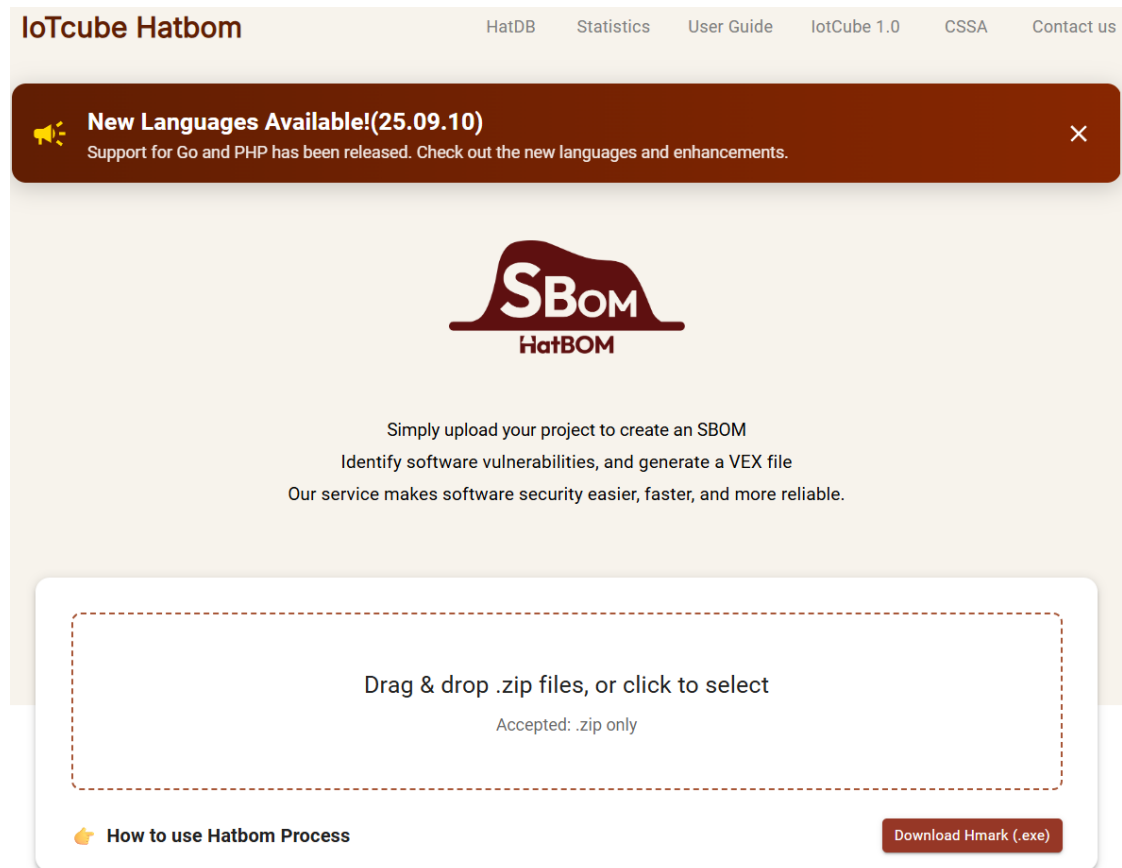 IoTcube Hatbom
HatDB Statistics User Guide IotCube 1.0 CSSA Contact us
New Languages Available!(25.09.10)
Support for Go and PHP has been released. Check out the new languages and enhancements.
SBOM
HatBOM
Simply upload your project to create an SBOM
Identify software vulnerabilities, and generate a VEX file
Our service makes software security easier, faster, and more reliable.
Drag & drop .zip files, or click to select
Accepted: .zip only
How to use Hatbom Process
Download Hmark (.exe)